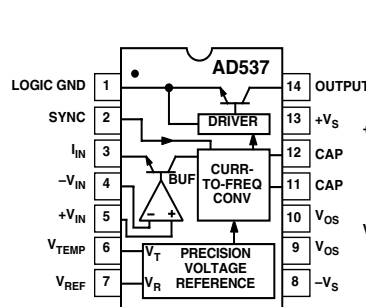 AD537
LOGIC GND 1
14 OUTPUT
SYNC 2
DRIVER
13 +VS
IIN 3
12 CAP
–VIN 4
BUF
CURR-
TO-FREQ
CONV
11 CAP
+VIN 5
– +
10 VOS
VTEMP 6
VT
PRECISION
VOLTAGE
REFERENCE
9 VOS
VREF 7
VR
8 –VS